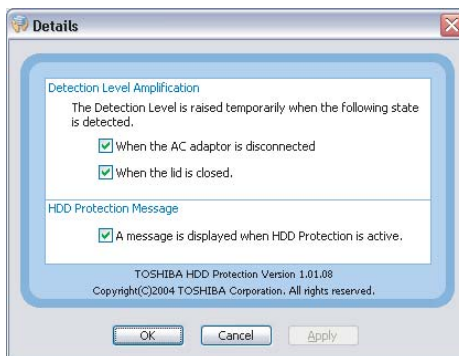 Details
Detection Level Amplification
The Detection Level is raised temporarily when the following state
is detected.
When the AC adaptor is disconnected
When the lid is closed.
HDD Protection Message
A message is displayed when HDD Protection is active.
TOSHIBA HDD Protection Version 1.01.08
Copyright(C)2004 TOSHIBA Corporation. All rights reserved.
OK Cancel Apply